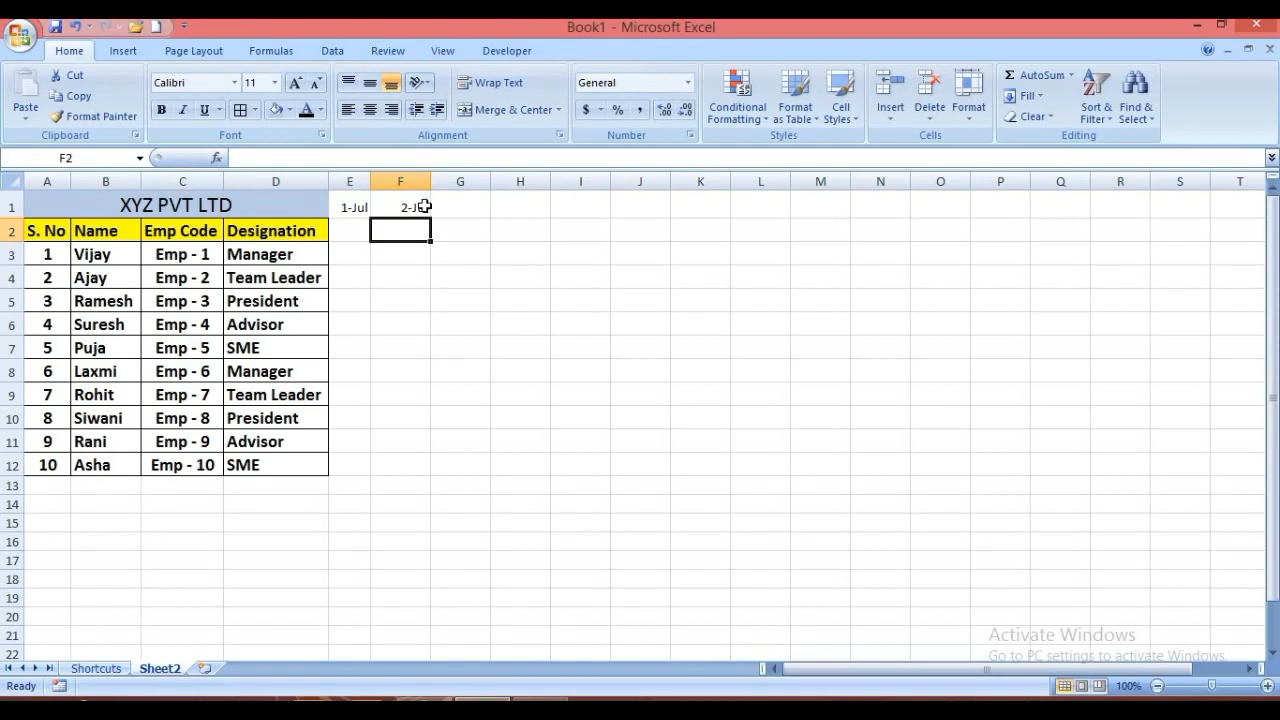 Book1 - Microsoft Excel
Home Insert Page Layout Formulas Data Review View Developer
Paste
Cut
Copy
Format Painter
Clipboard
Calibri 11
B I U
Font
Wrap Text
Merge & Center
Alignment
General
$ % ,
Number
Conditional Formatting
Format as Table
Cell Styles
Styles
Insert Delete Format
Cells
AutoSum
Fill
Clear
Sort & Filter
Find & Select
Editing
F2 fx
A B C D E F G H I J K L M N O P Q R S T
1 XYZ PVT LTD 1-Jul
2 S. No Name Emp Code Designation
3 1 Vijay Emp - 1 Manager
4 2 Ajay Emp - 2 Team Leader
5 3 Ramesh Emp - 3 President
6 4 Suresh Emp - 4 Advisor
7 5 Puja Emp - 5 SME
8 6 Laxmi Emp - 6 Manager
9 7 Rohit Emp - 7 Team Leader
10 8 Siwani Emp - 8 President
11 9 Rani Emp - 9 Advisor
12 10 Asha Emp - 10 SME
13
14
15
16
17
18
19
20
21
22
Activate Windows
Go to PC settings to activate Windows.
Shortcuts Sheet2
Ready 100%